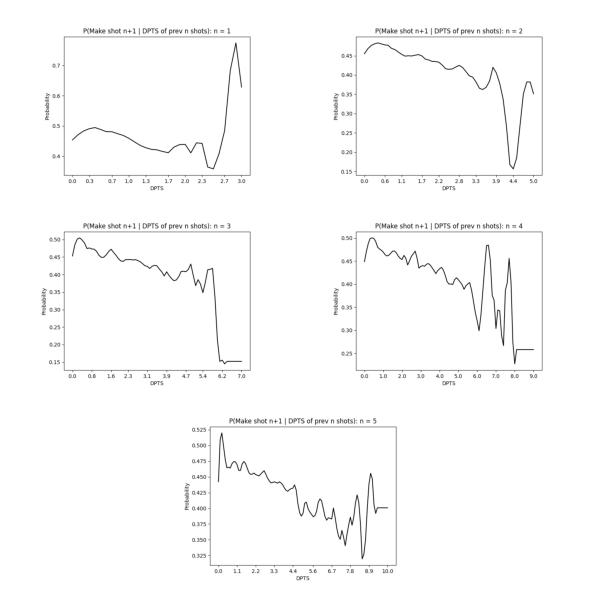 P(Make shot n+1 | DPTS of prev n shots): n = 1
0.7
0.6
0.5
0.4
Probability
0.0 0.3 0.7 1.0 1.3 1.7 2.0 2.3 2.7 3.0
DPTS
P(Make shot n+1 | DPTS of prev n shots): n = 2
0.45
0.40
0.35
0.30
0.25
0.20
0.15
Probability
0.0 0.6 1.1 1.7 2.2 2.8 3.3 3.9 4.4 5.0
DPTS
P(Make shot n+1 | DPTS of prev n shots): n = 3
0.50
0.45
0.40
0.35
0.30
0.25
0.20
0.15
Probability
0.0 0.8 1.6 2.3 3.1 3.9 4.7 5.4 6.2 7.0
DPTS
P(Make shot n+1 | DPTS of prev n shots): n = 4
0.50
0.45
0.40
0.35
0.30
0.25
Probability
0.0 1.0 2.0 3.0 4.0 5.0 6.0 7.0 8.0 9.0
DPTS
P(Make shot n+1 | DPTS of prev n shots): n = 5
0.525
0.500
0.475
0.450
0.425
0.400
0.375
0.350
0.325
Probability
0.0 1.1 2.2 3.3 4.4 5.6 6.7 7.8 8.9 10.0
DPTS